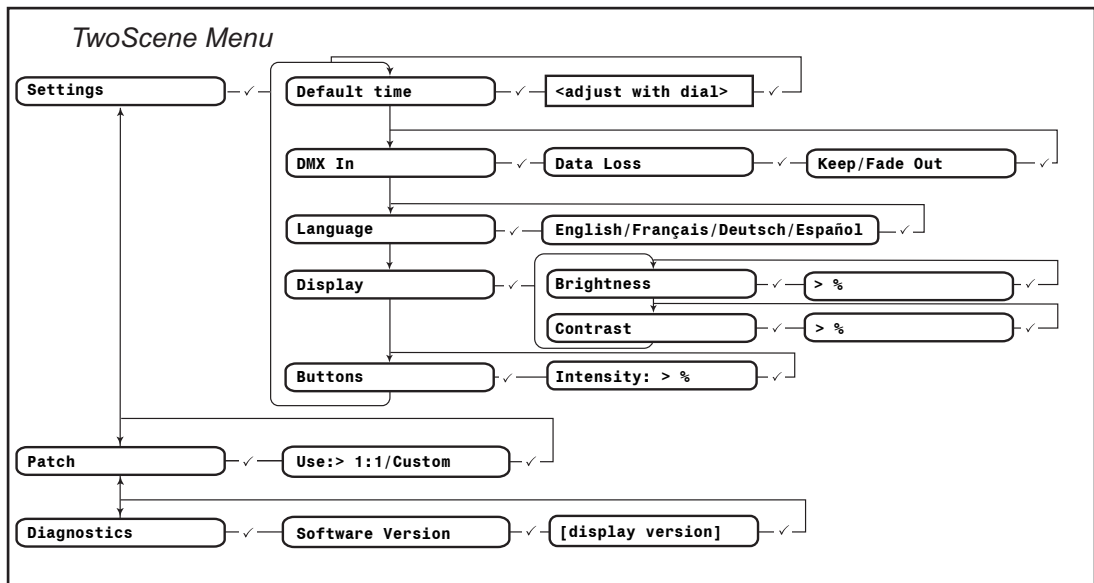 TwoScene Menu
Settings ✓ Default time ✓ <adjust with dial> ✓
DMX In ✓ Data Loss ✓ Keep/Fade Out ✓
Language ✓ English/Français/Deutsch/Español ✓
Display ✓ Brightness ✓ > % ✓
Contrast ✓ > % ✓
Buttons ✓ Intensity: > % ✓
Patch ✓ Use:> 1:1/Custom ✓
Diagnostics ✓ Software Version ✓ [display version] ✓